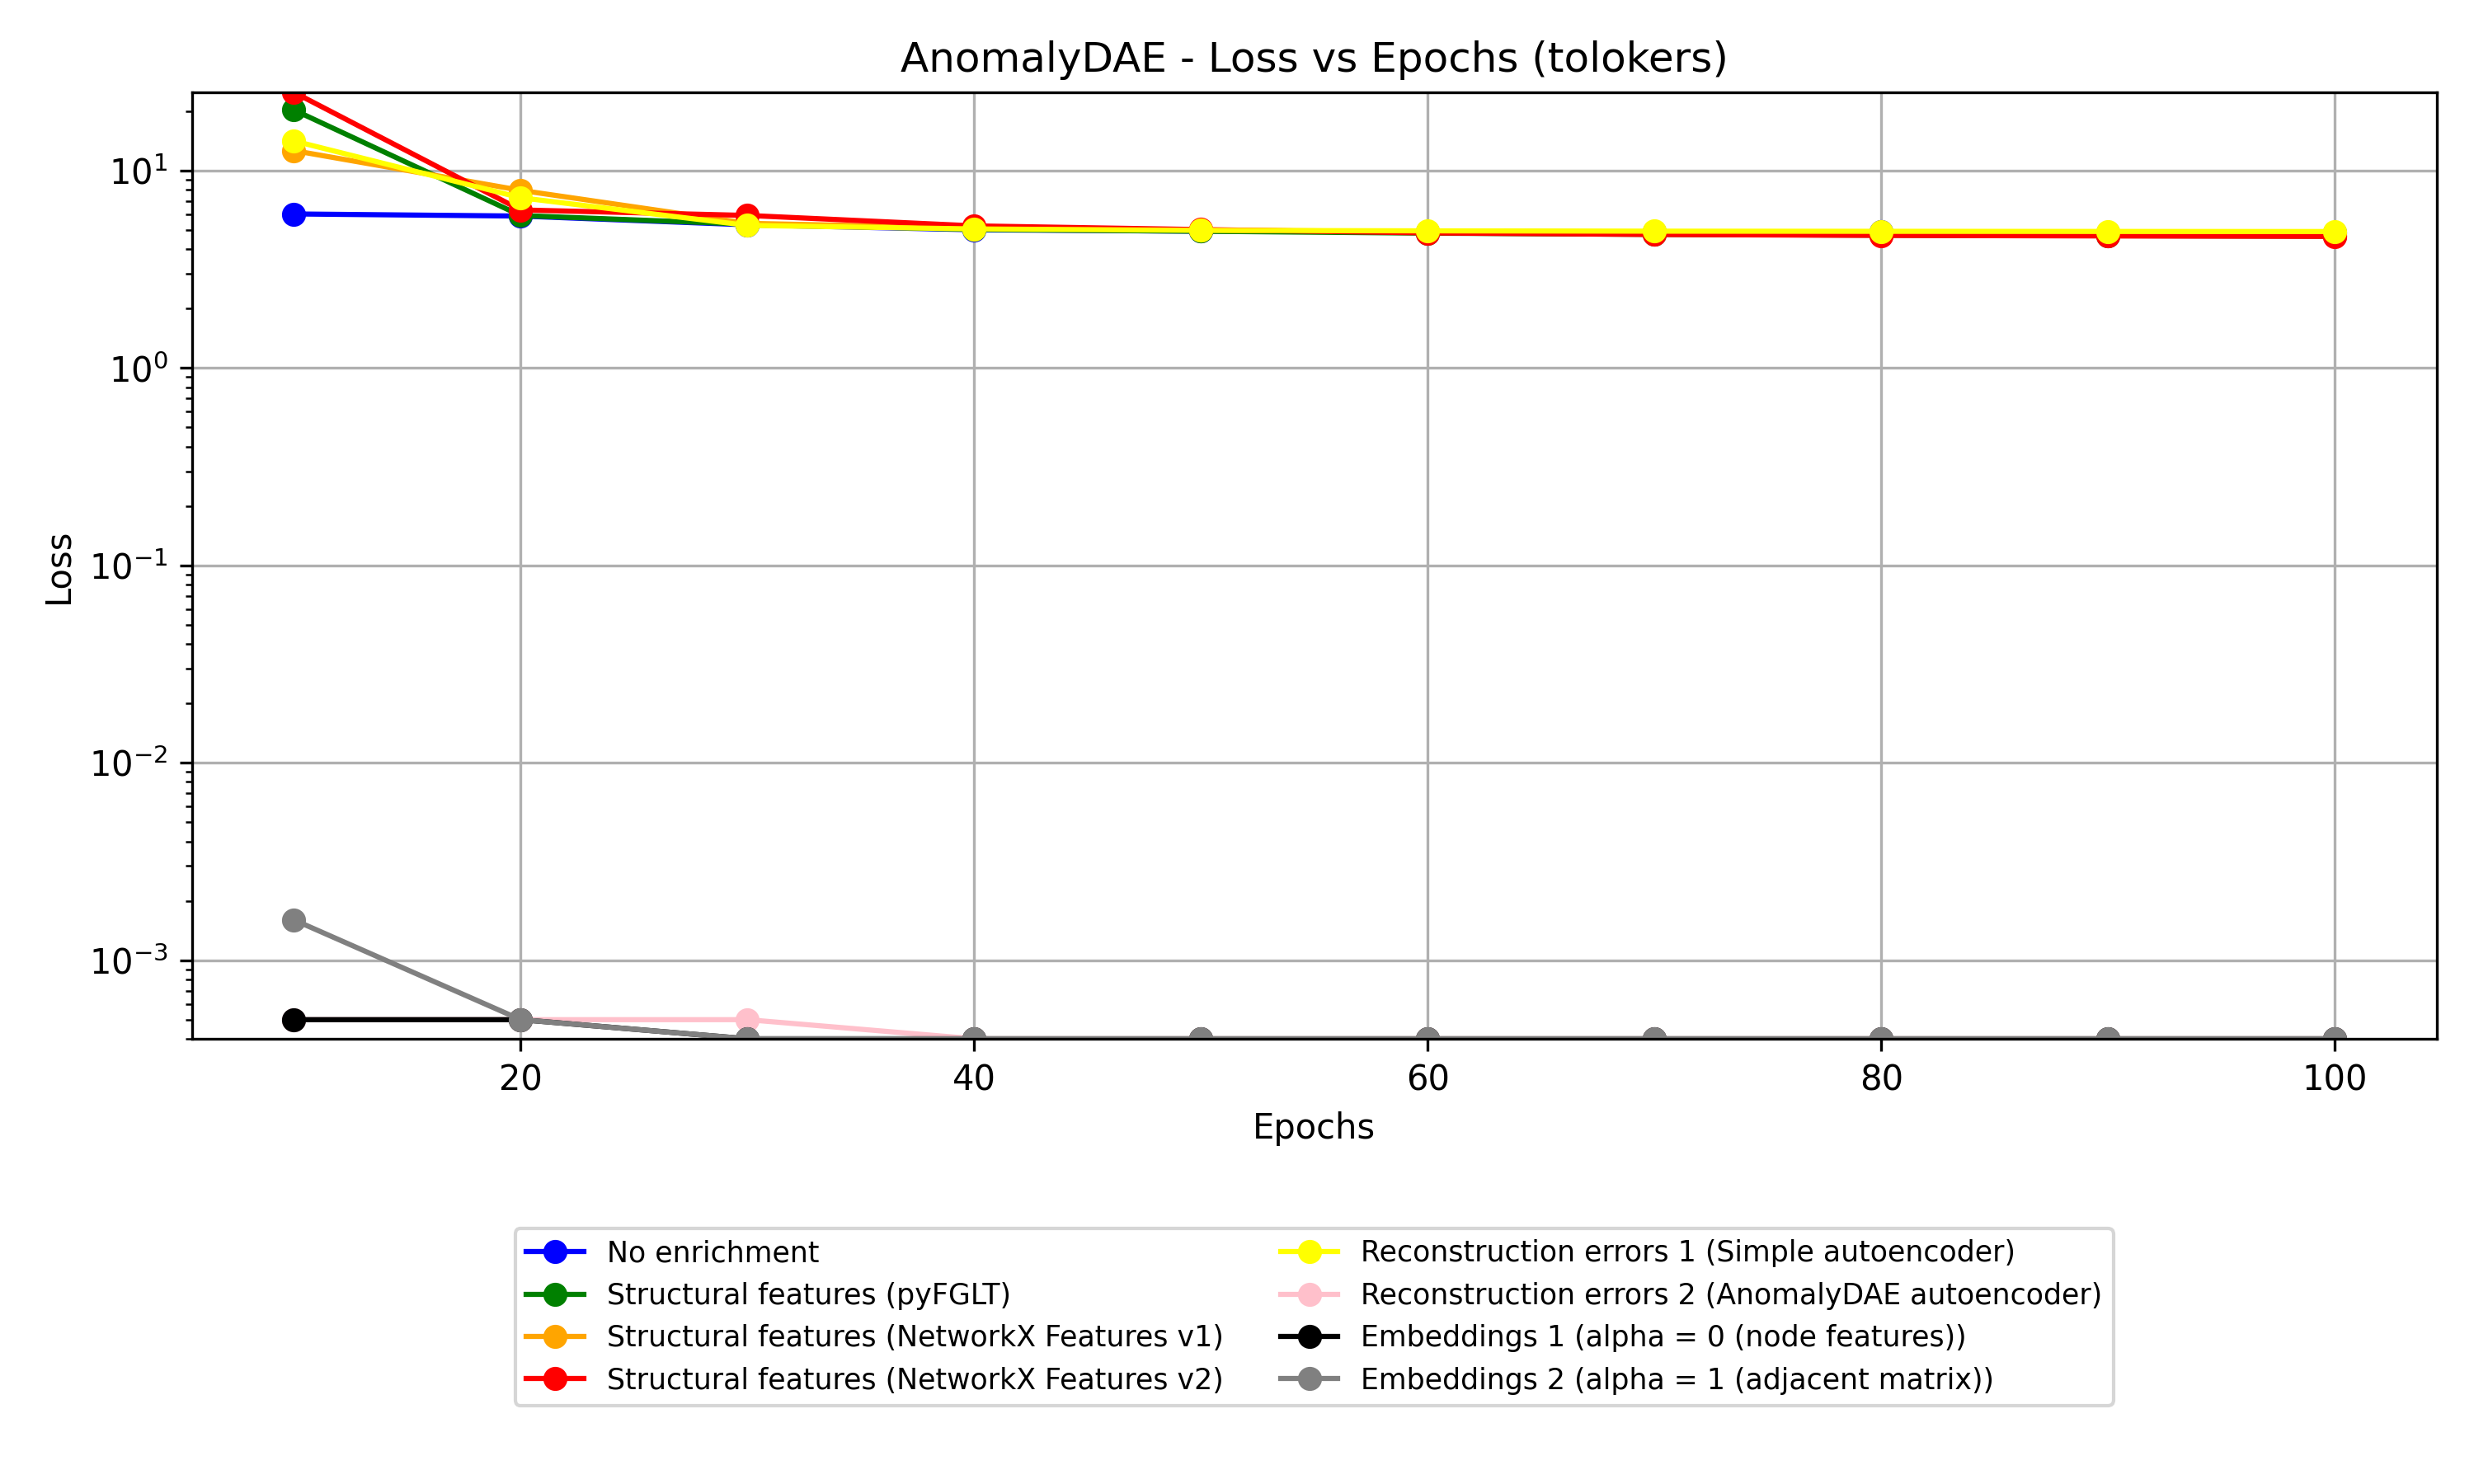 AnomalyDAE - Loss vs Epochs (tolokers)
10¹
10⁰
10⁻¹
10⁻²
10⁻³
Loss
20 40 60 80 100
Epochs
No enrichment
Structural features (pyFGLT)
Structural features (NetworkX Features v1)
Structural features (NetworkX Features v2)
Reconstruction errors 1 (Simple autoencoder)
Reconstruction errors 2 (AnomalyDAE autoencoder)
Embeddings 1 (alpha = 0 (node features))
Embeddings 2 (alpha = 1 (adjacent matrix))